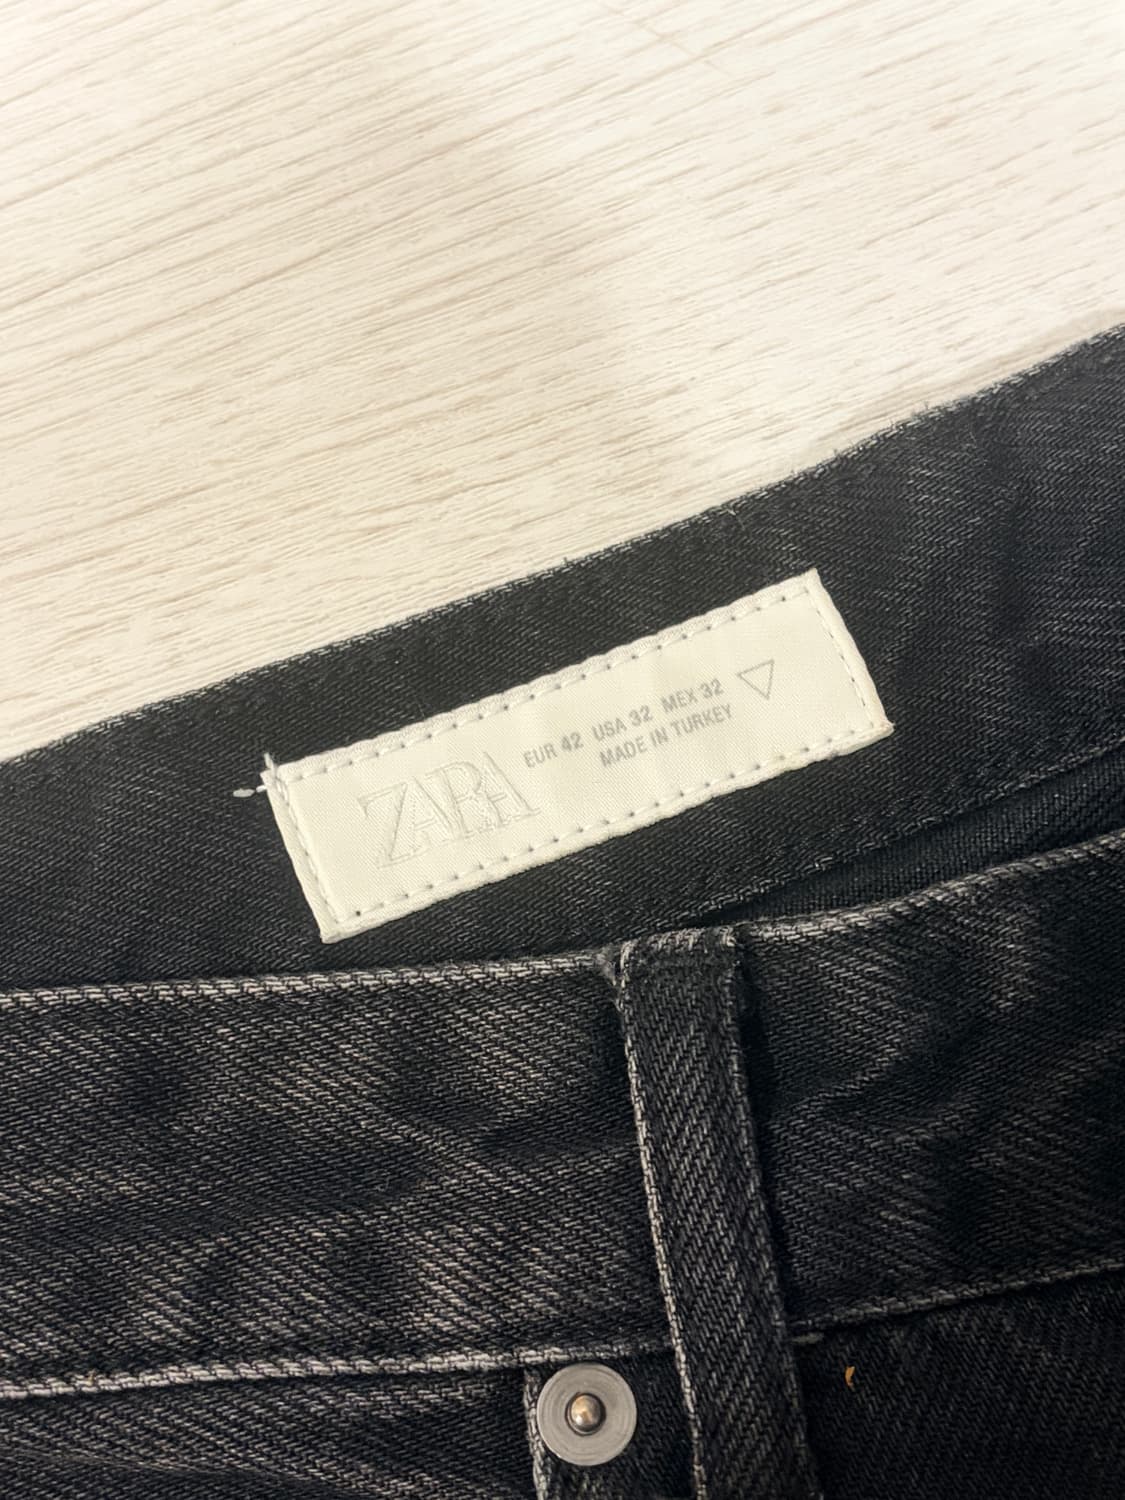 ZARA
EUR 42 USA 32 MEX 32
MADE IN TURKEY